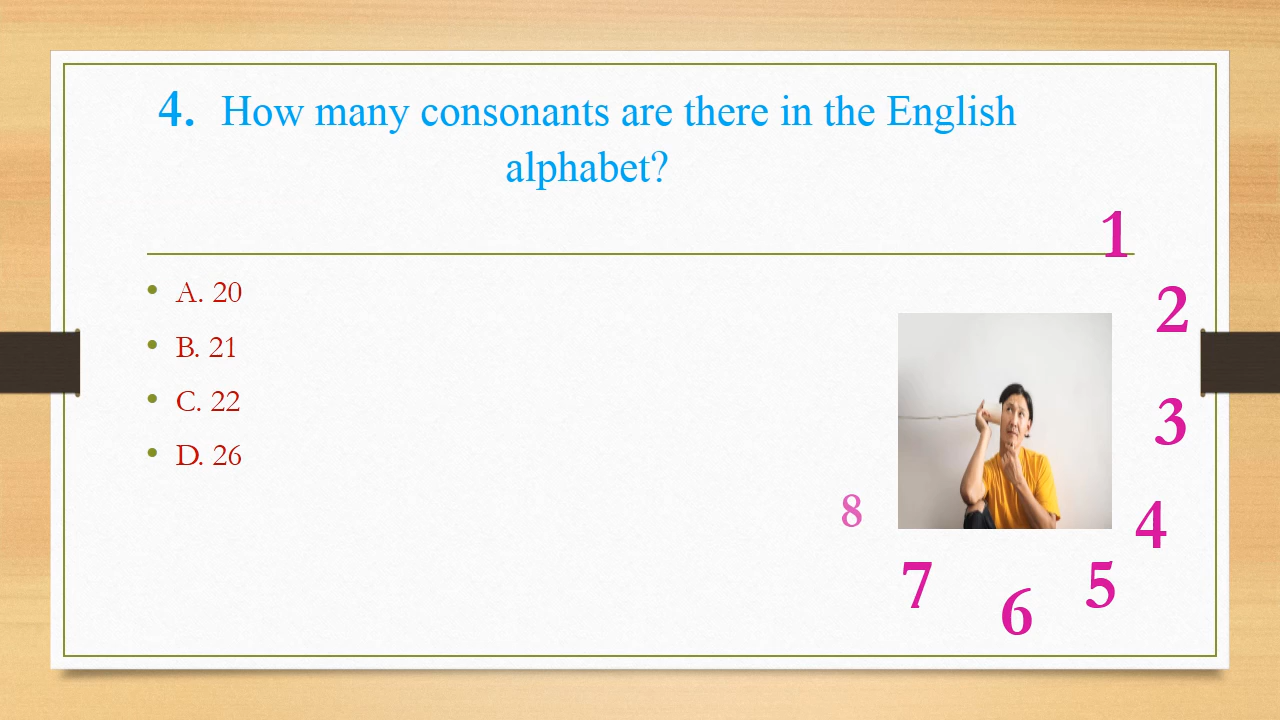 4. How many consonants are there in the English
alphabet?
• A. 20
• B. 21
• C. 22
• D. 26
1
2
3
4
5
6
7
8